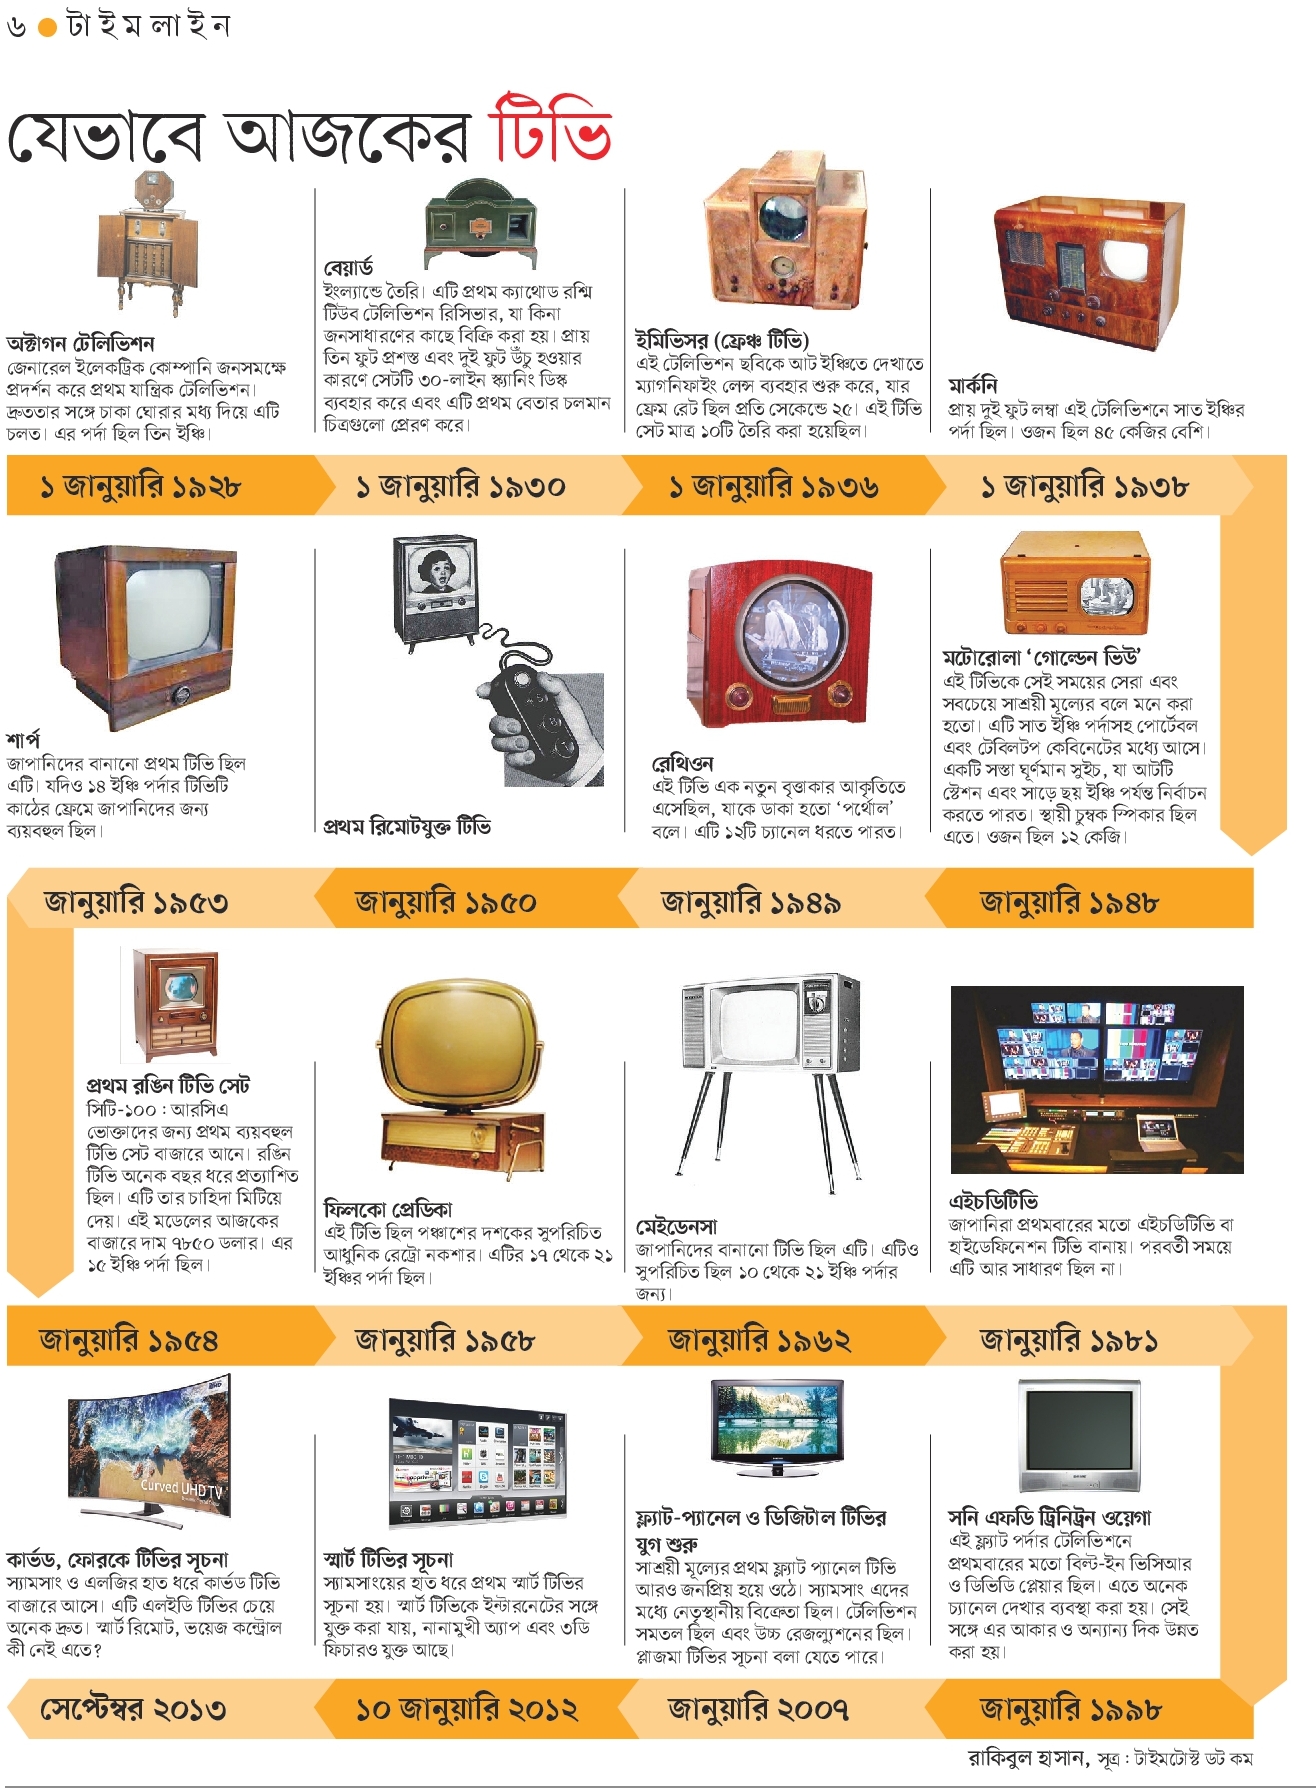 ৬ ● টাইমলাইন
যেভাবে আজকের টিভি
অক্টাগন টেলিভিশন
জেনারেল ইলেকট্রিক কোম্পানি জনসমক্ষে
প্রদর্শন করে প্রথম যান্ত্রিক টেলিভিশন।
দ্রুততার সঙ্গে চাকা ঘোরার মধ্য দিয়ে এটি
চলত। এর পর্দা ছিল তিন ইঞ্চি।
বেয়ার্ড
ইংল্যান্ডে তৈরি। এটি প্রথম ক্যাথোড রশ্মি
টিউব টেলিভিশন রিসিভার, যা কিনা
জনসাধারণের কাছে বিক্রি করা হয়। প্রায়
তিন ফুট প্রশস্ত এবং দুই ফুট উঁচু হওয়ার
কারণে সেটটি ৩০-লাইন স্ক্যানিং ডিস্ক
ব্যবহার করে এবং এটি প্রথম বেতার চলমান
চিত্রগুলো প্রেরণ করে।
ইমিভিসর (ফ্রেঞ্চ টিভি)
এই টেলিভিশন ছবিকে আট ইঞ্চিতে দেখাতে
ম্যাগনিফাইং লেন্স ব্যবহার শুরু করে, যার
ফ্রেম রেট ছিল প্রতি সেকেন্ডে ২৫। এই টিভি
সেট মাত্র ১০টি তৈরি করা হয়েছিল।
মার্কনি
প্রায় দুই ফুট লম্বা এই টেলিভিশনে সাত ইঞ্চির
পর্দা ছিল। ওজন ছিল ৪৫ কেজির বেশি।
১ জানুয়ারি ১৯২৮
১ জানুয়ারি ১৯৩০
১ জানুয়ারি ১৯৩৬
১ জানুয়ারি ১৯৩৮
শার্প
জাপানিদের বানানো প্রথম টিভি ছিল
এটি। যদিও ১৪ ইঞ্চি পর্দার টিভিটি
কাঠের ফ্রেমে জাপানিদের জন্য
ব্যয়বহুল ছিল।
প্রথম রিমোটযুক্ত টিভি
রেথিওন
এই টিভি এক নতুন বৃত্তাকার আকৃতিতে
এসেছিল, যাকে ডাকা হতো ‘পর্থোল’
বলে। এটি ১২টি চ্যানেল ধরতে পারত।
মটোরোলা ‘গোল্ডেন ভিউ’
এই টিভিকে সেই সময়ের সেরা এবং
সবচেয়ে সাশ্রয়ী মূল্যের বলে মনে করা
হতো। এটি সাত ইঞ্চি পর্দাসহ পোর্টেবল
এবং টেবিলটপ কেবিনেটের মধ্যে আসে।
একটি সস্তা ঘূর্ণমান সুইচ, যা আটটি
স্টেশন এবং সাড়ে ছয় ইঞ্চি পর্যন্ত নির্বাচন
করতে পারত। স্থায়ী চুম্বক স্পিকার ছিল
এতে। ওজন ছিল ১২ কেজি।
জানুয়ারি ১৯৫৩
জানুয়ারি ১৯৫০
জানুয়ারি ১৯৪৯
জানুয়ারি ১৯৪৮
প্রথম রঙিন টিভি সেট
সিটি-১০০ : আরসিএ
ভোক্তাদের জন্য প্রথম ব্যয়বহুল
টিভি সেট বাজারে আনে। রঙিন
টিভি অনেক বছর ধরে প্রত্যাশিত
ছিল। এটি তার চাহিদা মিটিয়ে
দেয়। এই মডেলের আজকের
বাজারে দাম ৭৮৫০ ডলার। এর
১৫ ইঞ্চি পর্দা ছিল।
ফিলকো প্রেডিকা
এই টিভি ছিল পঞ্চাশের দশকের সুপরিচিত
আধুনিক রেট্রো নকশার। এটির ১৭ থেকে ২১
ইঞ্চির পর্দা ছিল।
মেইডেনসা
জাপানিদের বানানো টিভি ছিল এটি। এটিও
সুপরিচিত ছিল ১০ থেকে ২১ ইঞ্চি পর্দার
জন্য।
এইচডিটিভি
জাপানিরা প্রথমবারের মতো এইচডিটিভি বা
হাইডেফিনেশন টিভি বানায়। পরবর্তী সময়ে
এটি আর সাধারণ ছিল না।
জানুয়ারি ১৯৫৪
জানুয়ারি ১৯৫৮
জানুয়ারি ১৯৬২
জানুয়ারি ১৯৮১
Curved UHD TV
কার্ভড, ফোরকে টিভির সূচনা
স্যামসাং ও এলজির হাত ধরে কার্ভড টিভি
বাজারে আসে। এটি এলইডি টিভির চেয়ে
অনেক দ্রুত। স্মার্ট রিমোট, ভয়েজ কন্ট্রোল
কী নেই এতে?
স্মার্ট টিভির সূচনা
স্যামসাংয়ের হাত ধরে প্রথম স্মার্ট টিভির
সূচনা হয়। স্মার্ট টিভিকে ইন্টারনেটের সঙ্গে
যুক্ত করা যায়, নানামুখী অ্যাপ এবং ৩ডি
ফিচারও যুক্ত আছে।
ফ্ল্যাট-প্যানেল ও ডিজিটাল টিভির
যুগ শুরু
সাশ্রয়ী মূল্যের প্রথম ফ্ল্যাট প্যানেল টিভি
আরও জনপ্রিয় হয়ে ওঠে। স্যামসাং এদের
মধ্যে নেতৃস্থানীয় বিক্রেতা ছিল। টেলিভিশন
সমতল ছিল এবং উচ্চ রেজল্যুশনের ছিল।
প্লাজমা টিভির সূচনা বলা যেতে পারে।
সনি এফডি ট্রিনিট্রন ওয়েগা
এই ফ্ল্যাট পর্দার টেলিভিশনে
প্রথমবারের মতো বিল্ট-ইন ভিসিআর
ও ডিভিডি প্লেয়ার ছিল। এতে অনেক
চ্যানেল দেখার ব্যবস্থা করা হয়। সেই
সঙ্গে এর আকার ও অন্যান্য দিক উন্নত
করা হয়।
সেপ্টেম্বর ২০১৩
১০ জানুয়ারি ২০১২
জানুয়ারি ২০০৭
জানুয়ারি ১৯৯৮
রাকিবুল হাসান, সূত্র : টাইমটোস্ট ডট কম